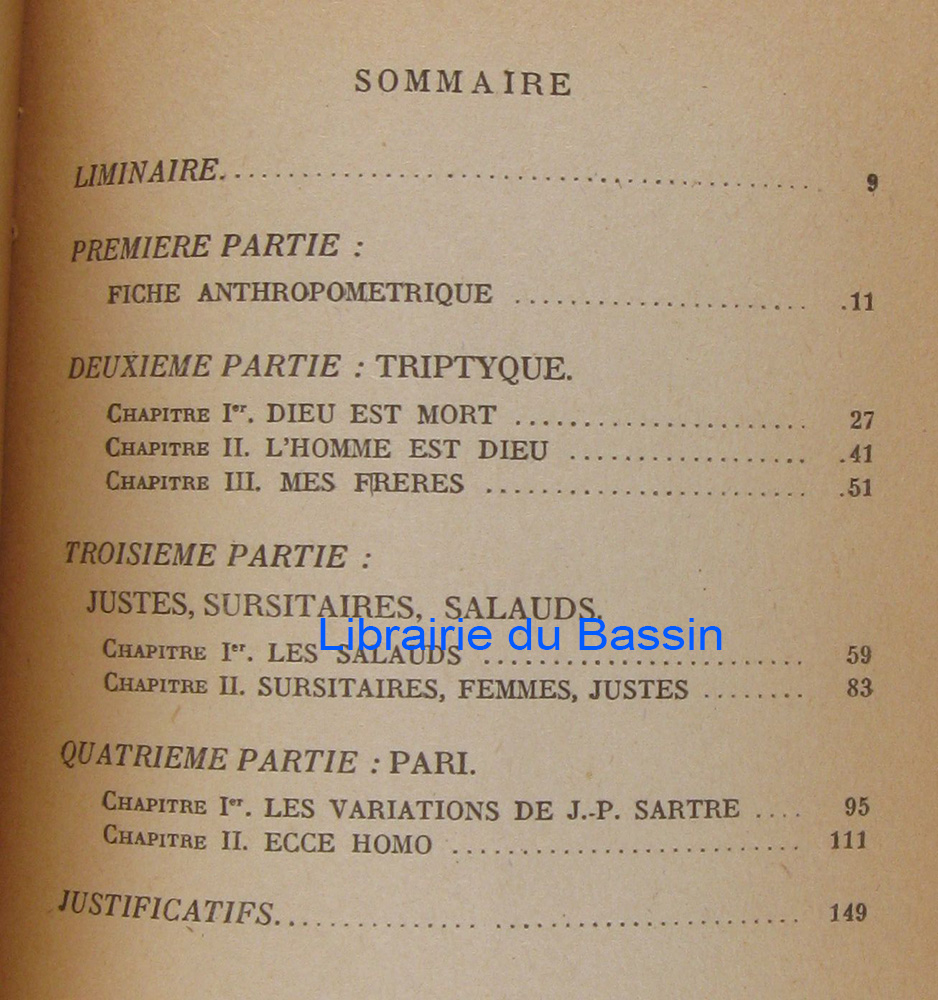 SOMMAIRE
LIMINAIRE. ........................................ 9
PREMIERE PARTIE :
FICHE ANTHROPOMETRIQUE ...................... .11
DEUXIEME PARTIE : TRIPTYQUE.
CHAPITRE Ier. DIEU EST MORT ...................... 27
CHAPITRE II. L'HOMME EST DIEU .................. .41
CHAPITRE III. MES FRERES ........................ .51
TROISIEME PARTIE :
JUSTES, SURSITAIRES, SALAUDS.
Librairie du Bassin
CHAPITRE Ier. LES SALAUDS ........................ 59
CHAPITRE II. SURSITAIRES, FEMMES, JUSTES ........ 83
QUATRIEME PARTIE : PARI.
CHAPITRE Ier. LES VARIATIONS DE J.-P. SARTRE .... 95
CHAPITRE II. ECCE HOMO .......................... 111
JUSTIFICATIFS. ..................................... 149